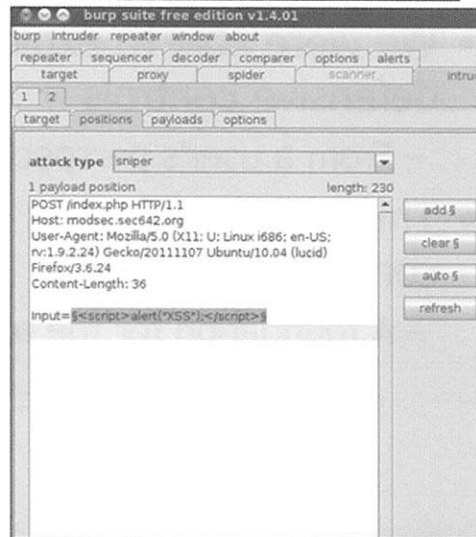 burp suite free edition v1.4.01
burp intruder repeater window about
repeater sequencer decoder comparer options alerts
target proxy spider scanner intru
1 2
target positions payloads options
attack type sniper
1 payload position length: 230
POST /index.php HTTP/1.1
Host: modsec.sec642.org
User-Agent: Mozilla/5.0 (X11; U; Linux i686; en-US;
rv:1.9.2.24) Gecko/20111107 Ubuntu/10.04 (lucid)
Firefox/3.6.24
Content-Length: 36
Input=§<script>alert("XSS");</script>§
add §
clear §
auto §
refresh